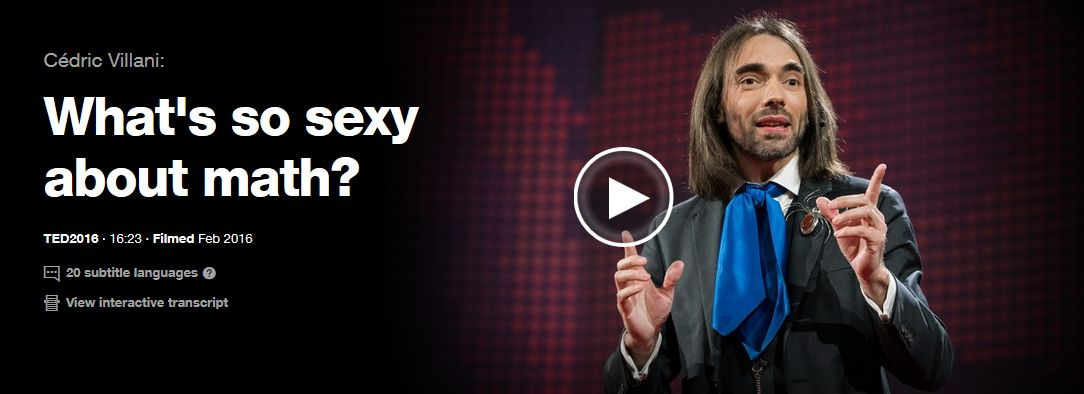 Cédric Villani:
What's so sexy
about math?
TED2016 · 16:23 · Filmed Feb 2016
20 subtitle languages ?
View interactive transcript